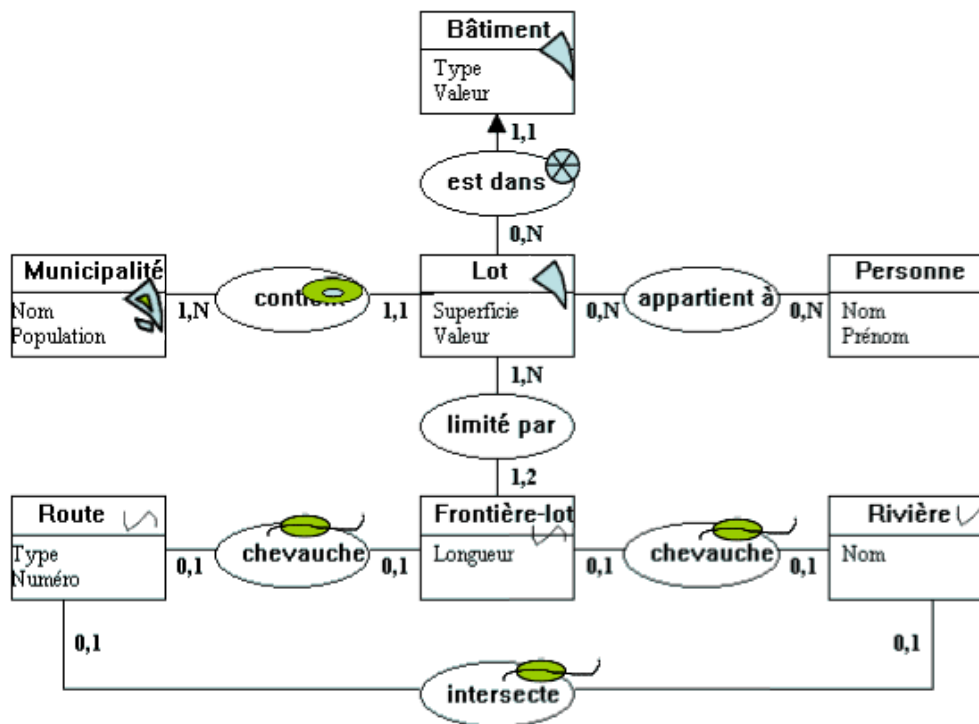 Bâtiment
Type
Valeur
1,1
est dans
0,N
Municipalité
Nom
Population
1,N
contient
1,1
Lot
Superficie
Valeur
0,N
appartient à
0,N
Personne
Nom
Prénom
1,N
limité par
1,2
Route
Type
Numéro
0,1
chevauche
0,1
Frontière-lot
Longueur
0,1
chevauche
0,1
Rivière
Nom
0,1
0,1
intersecte